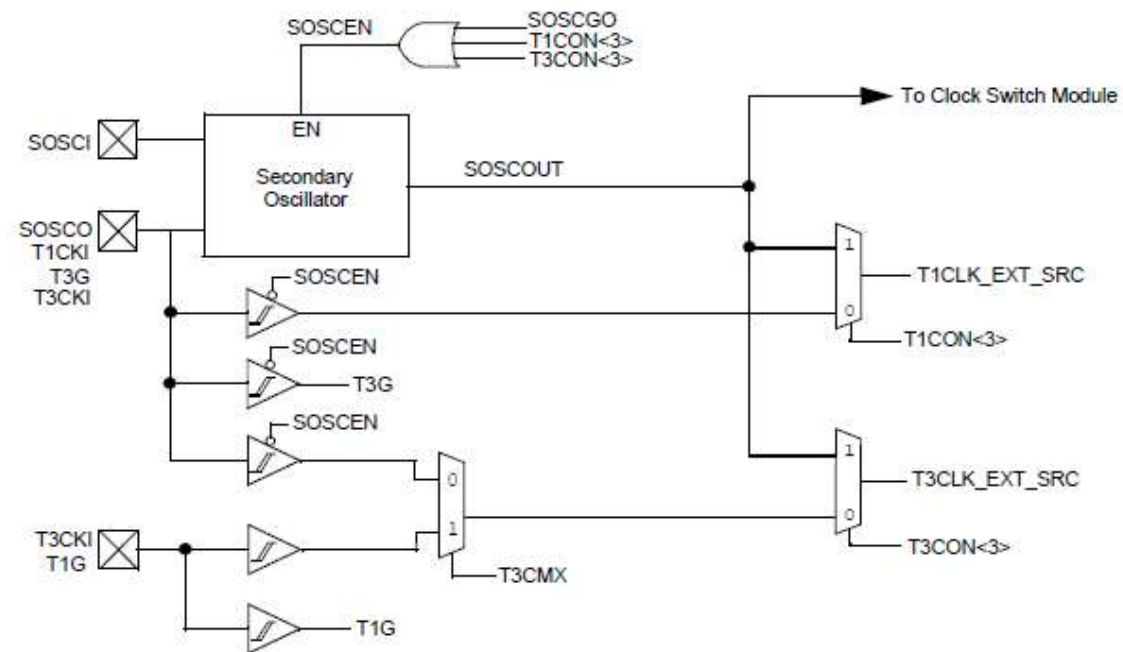 SOSCGO
SOSCEN
T1CON<3>
T3CON<3>
To Clock Switch Module
EN
SOSCI
SOSCOUT
Secondary
Oscillator
SOSCO
T1CKI
T3G
T3CKI
1
SOSCEN
T1CLK_EXT_SRC
0
T1CON<3>
SOSCEN
T3G
SOSCEN
1
0
T3CLK_EXT_SRC
0
1
T3CKI
T1G
T3CON<3>
T3CMX
T1G